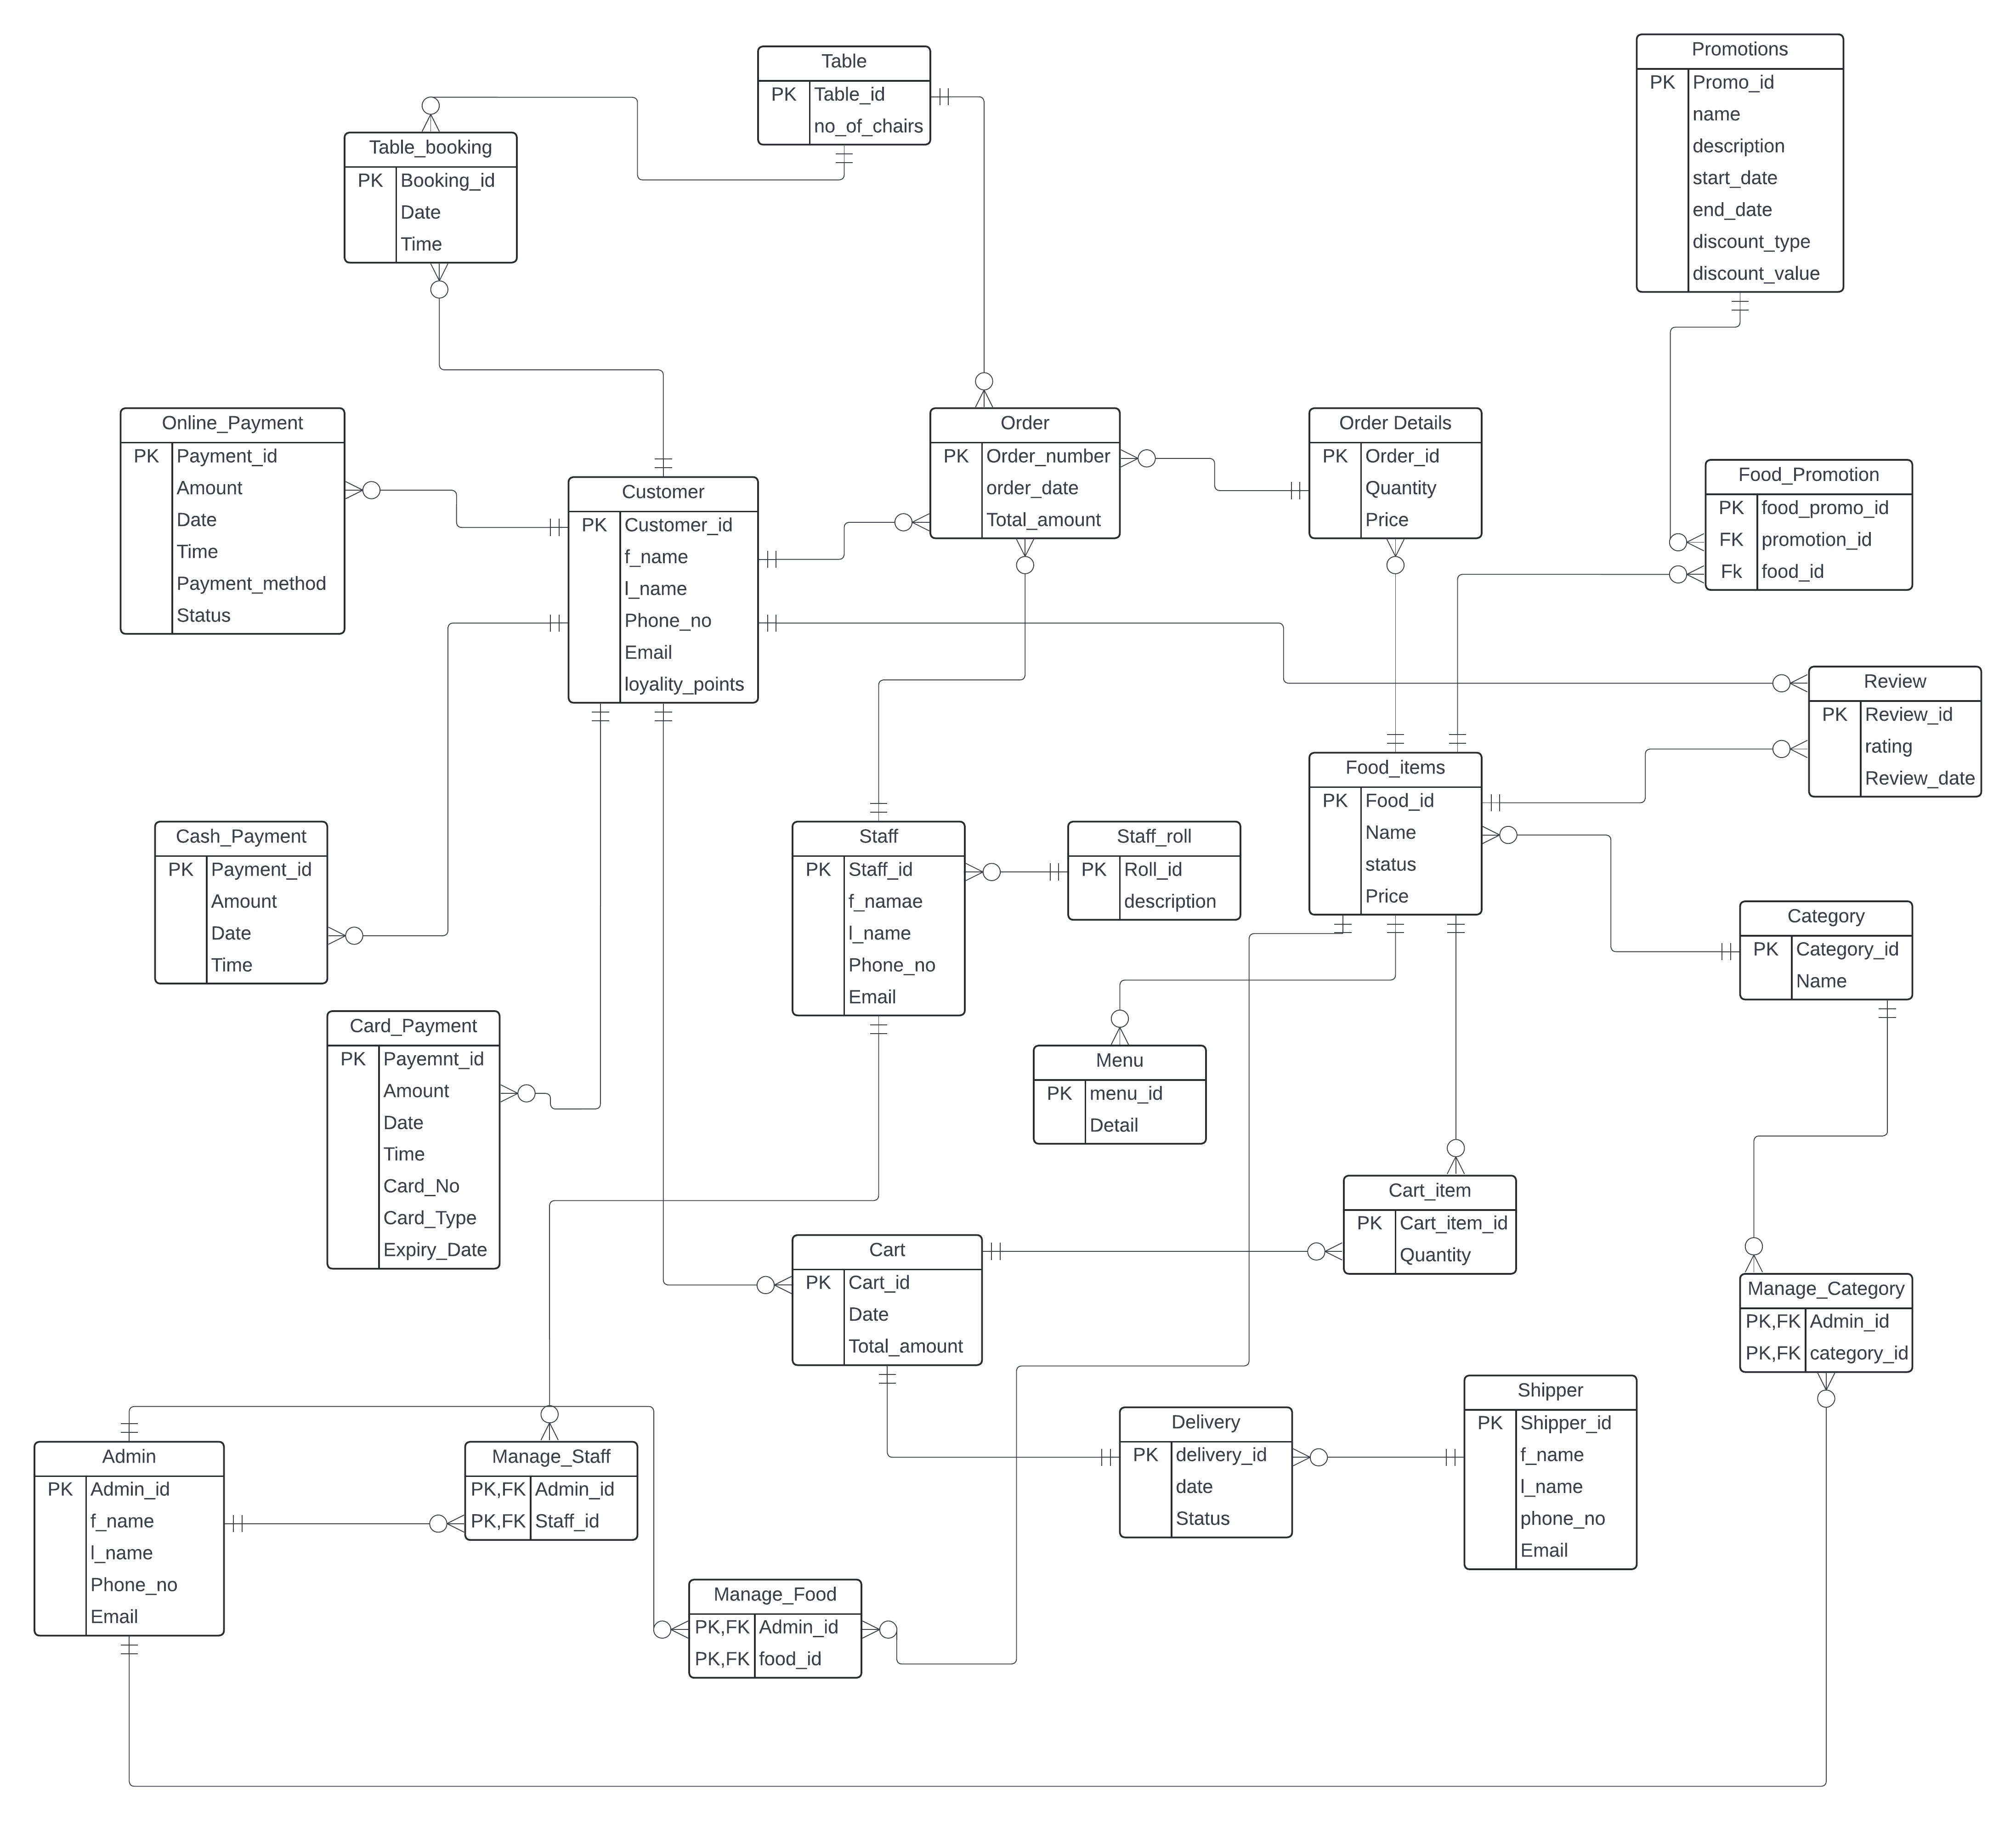 Table
PK Table_id
no_of_chairs
Promotions
PK Promo_id
name
description
start_date
end_date
discount_type
discount_value
Table_booking
PK Booking_id
Date
Time
Online_Payment
PK Payment_id
Amount
Date
Time
Payment_method
Status
Customer
PK Customer_id
f_name
l_name
Phone_no
Email
loyality_points
Order
PK Order_number
order_date
Total_amount
Order Details
PK Order_id
Quantity
Price
Food_Promotion
PK food_promo_id
FK promotion_id
Fk food_id
Review
PK Review_id
rating
Review_date
Food_items
PK Food_id
Name
status
Price
Cash_Payment
PK Payment_id
Amount
Date
Time
Staff
PK Staff_id
f_namae
l_name
Phone_no
Email
Staff_roll
PK Roll_id
description
Category
PK Category_id
Name
Card_Payment
PK Payemnt_id
Amount
Date
Time
Card_No
Card_Type
Expiry_Date
Menu
PK menu_id
Detail
Cart_item
PK Cart_item_id
Quantity
Cart
PK Cart_id
Date
Total_amount
Manage_Category
PK,FK Admin_id
PK,FK category_id
Shipper
PK Shipper_id
f_name
l_name
phone_no
Email
Delivery
PK delivery_id
date
Status
Admin
PK Admin_id
f_name
l_name
Phone_no
Email
Manage_Staff
PK,FK Admin_id
PK,FK Staff_id
Manage_Food
PK,FK Admin_id
PK,FK food_id